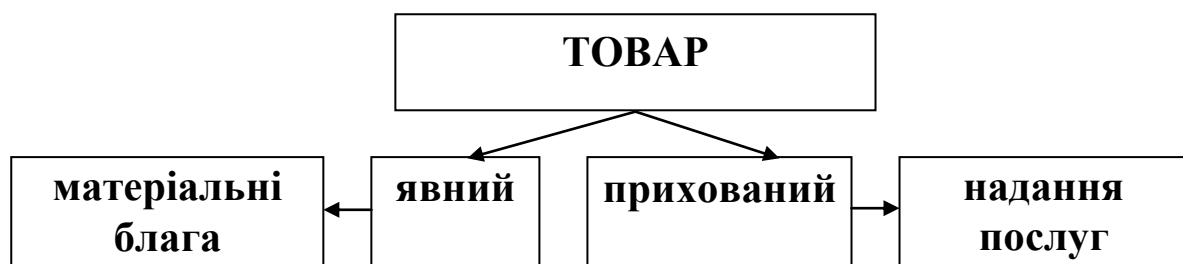 ТОВАР
матеріальні
блага
явний
прихований
надання
послуг